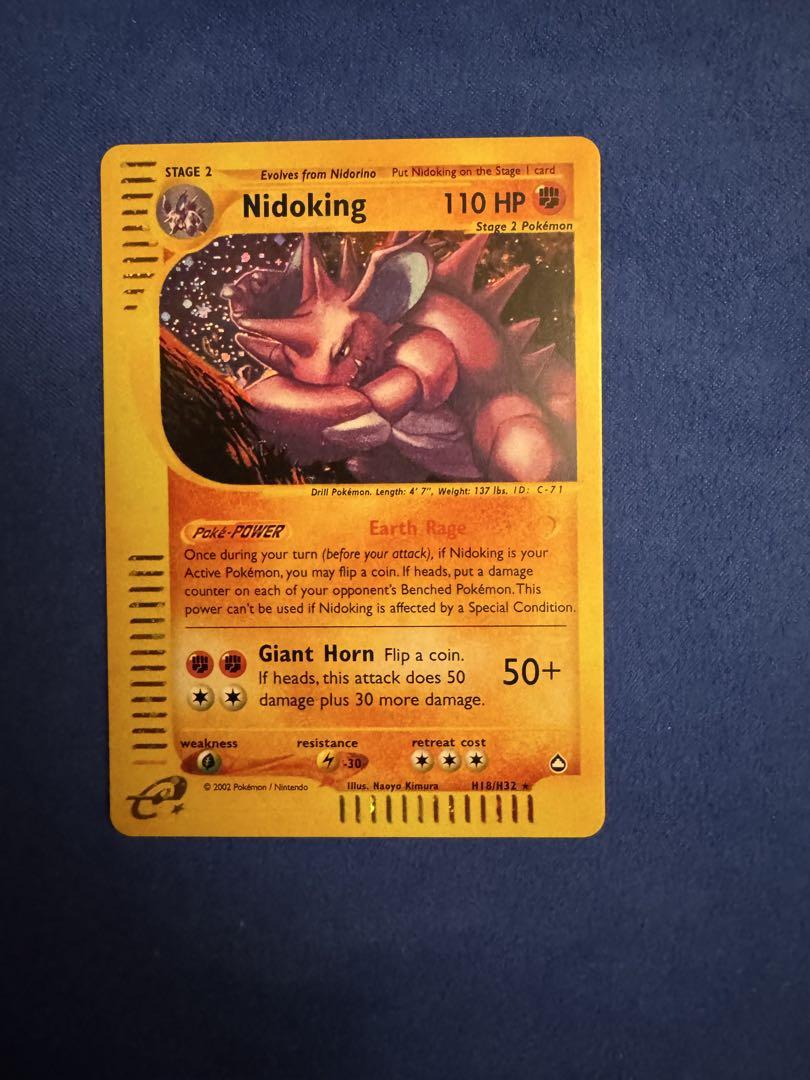 STAGE 2 Evolves from Nidorino Put Nidoking on the Stage 1 card
Nidoking 110 HP
Stage 2 Pokémon
Drill Pokémon. Length: 4' 7", Weight: 137 lbs. ID: C-71
Poké-POWER Earth Rage
Once during your turn (before your attack), if Nidoking is your
Active Pokémon, you may flip a coin. If heads, put a damage
counter on each of your opponent's Benched Pokémon. This
power can't be used if Nidoking is affected by a Special Condition.
Giant Horn Flip a coin.
If heads, this attack does 50
damage plus 30 more damage.
50+
weakness resistance retreat cost
-30
© 2002 Pokémon / Nintendo Illus. Naoyo Kimura H18/H32 ★
e